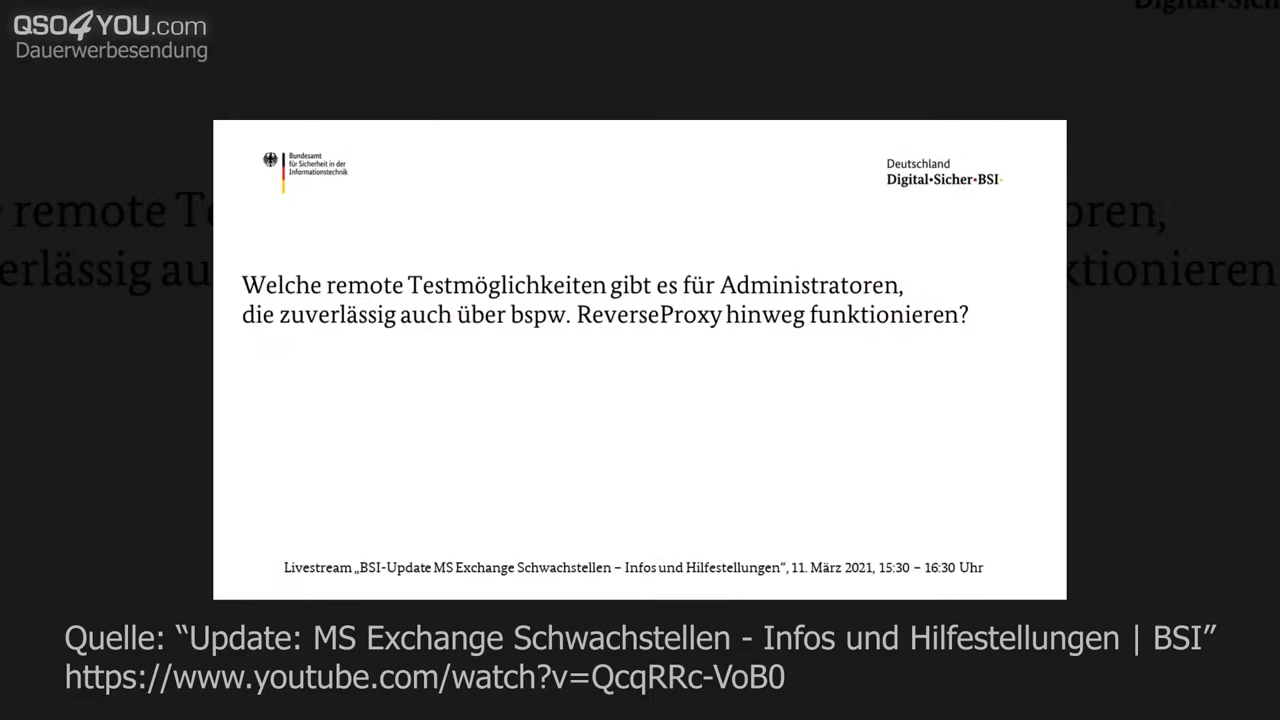 QSO4YOU.com
Dauerwerbesendung
Digital•Sich
Bundesamt
für Sicherheit in der
Informationstechnik
Deutschland
Digital•Sicher•BSI•
Welche remote Testmöglichkeiten gibt es für Administratoren,
die zuverlässig auch über bspw. ReverseProxy hinweg funktionieren?
Livestream „BSI-Update MS Exchange Schwachstellen – Infos und Hilfestellungen“, 11. März 2021, 15:30 – 16:30 Uhr
Quelle: “Update: MS Exchange Schwachstellen - Infos und Hilfestellungen | BSI”
https://www.youtube.com/watch?v=QcqRRc-VoB0